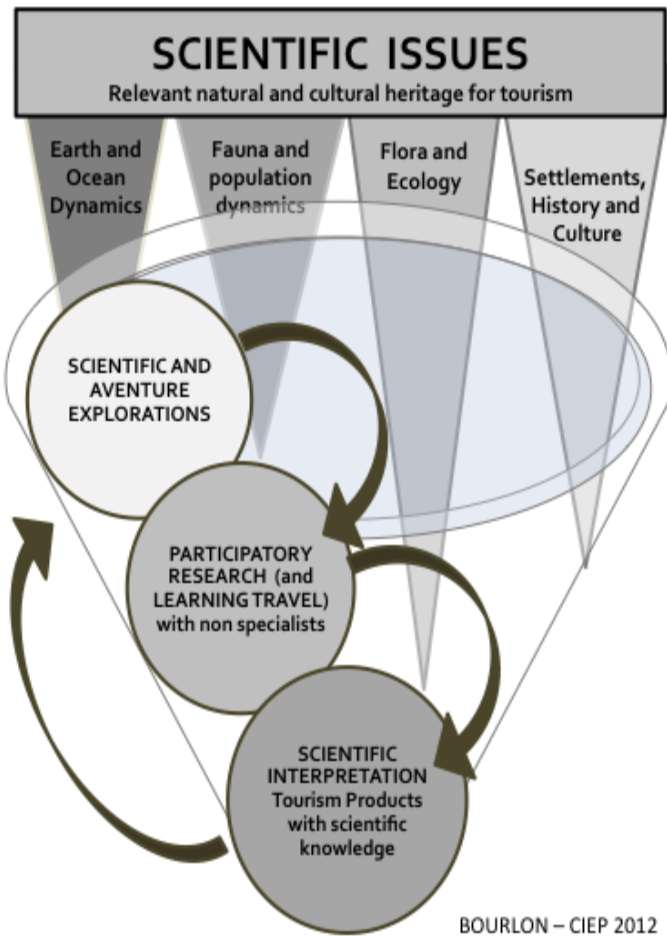 SCIENTIFIC ISSUES
Relevant natural and cultural heritage for tourism
Earth and
Ocean
Dynamics
Fauna and
population
dynamics
Flora and
Ecology
Settlements,
History and
Culture
SCIENTIFIC AND
AVENTURE
EXPLORATIONS
PARTICIPATORY
RESEARCH (and
LEARNING TRAVEL)
with non specialists
SCIENTIFIC
INTERPRETATION
Tourism Products
with scientific
knowledge
BOURLON – CIEP 2012